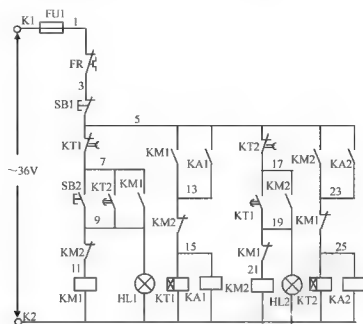 K1 FU1 1
FR
3
SB1
5
KT1 KM1 KA1 KT2 KM2 KA2
7 17
SB2 KT2 KM1 13 KM2 23
KT1
9 KM2 19 KM1
KM2 15 KM1 25
11 21
KM1 HL1 KT1 KA1 KM2 HL2 KT2 KA2
~36V
K2